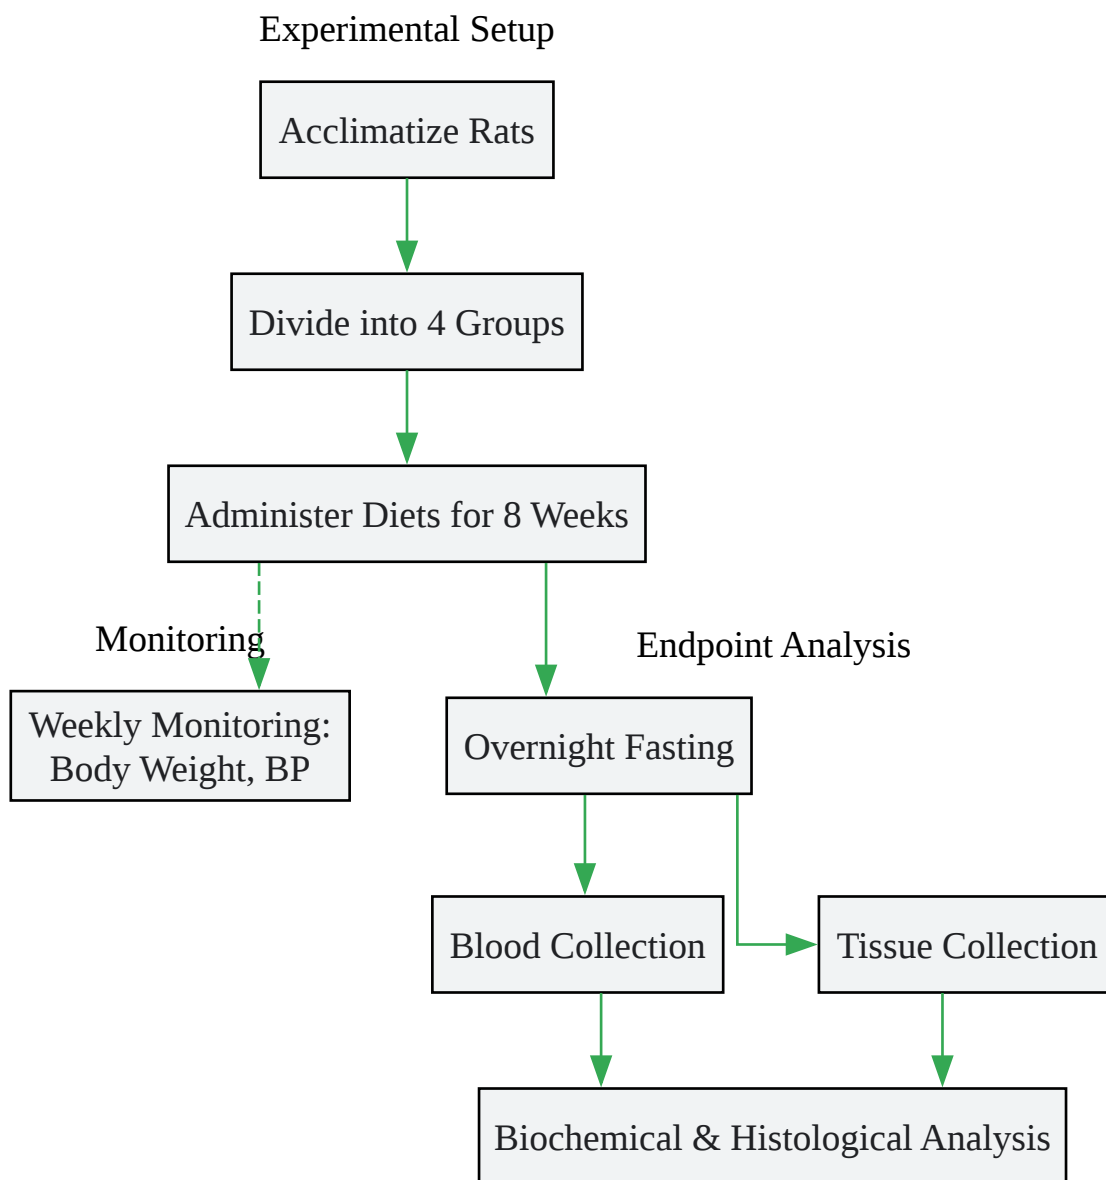 Experimental Setup
Acclimatize Rats
Divide into 4 Groups
Administer Diets for 8 Weeks
Monitoring
Endpoint Analysis
Weekly Monitoring:
Body Weight, BP
Overnight Fasting
Blood Collection
Tissue Collection
Biochemical & Histological Analysis